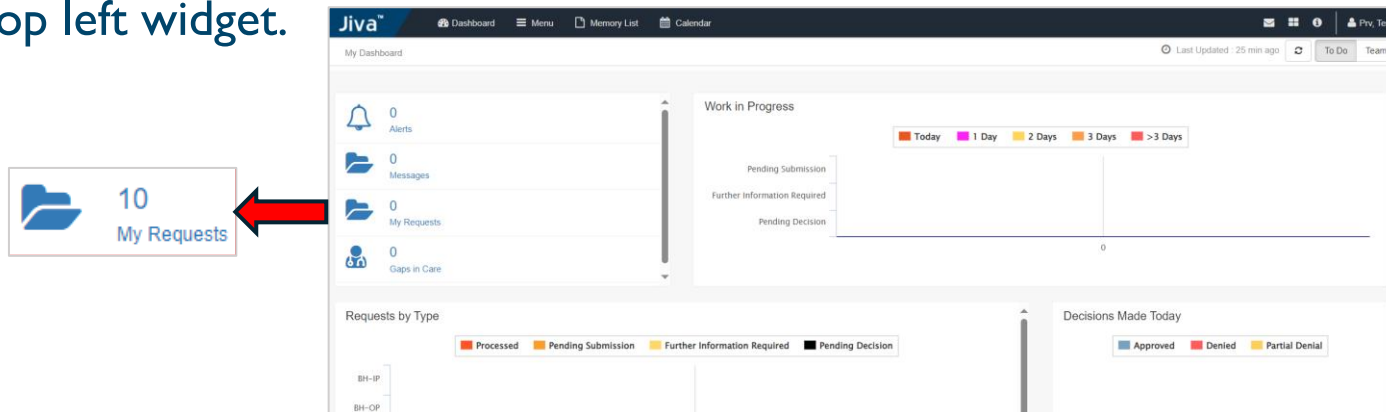 op left widget.
Jiva™ Dashboard Menu Memory List Calendar Prv, Te
My Dashboard Last Updated : 25 min ago To Do Team
0
Alerts
0
Messages
0
My Requests
0
Gaps in Care
10
My Requests
Work in Progress
Today 1 Day 2 Days 3 Days >3 Days
Pending Submission
Further Information Required
Pending Decision
0
Requests by Type
Processed Pending Submission Further Information Required Pending Decision
BH-IP
BH-OP
Decisions Made Today
Approved Denied Partial Denial